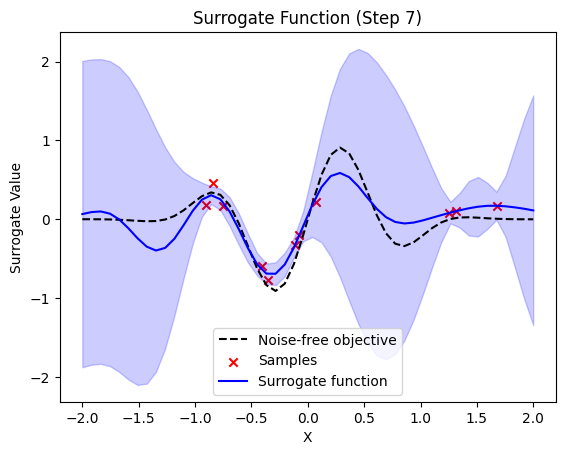 Surrogate Function (Step 7)
Surrogate Value
2
1
0
−1
−2
Noise-free objective
Samples
Surrogate function
−2.0 −1.5 −1.0 −0.5 0.0 0.5 1.0 1.5 2.0
X